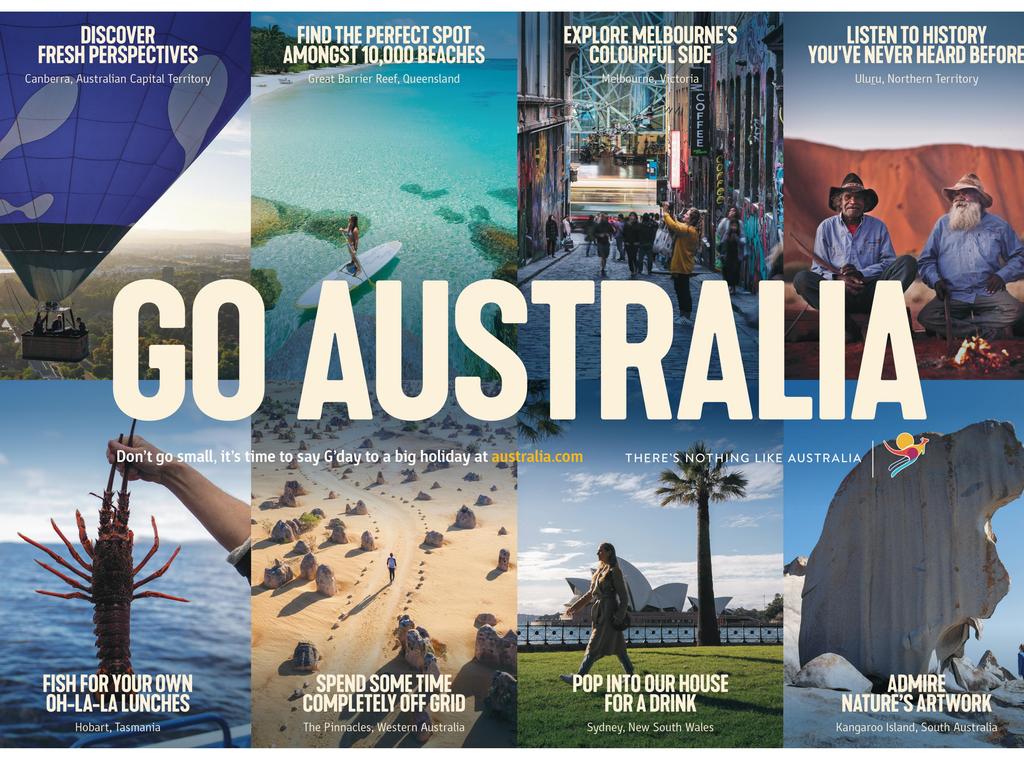 DISCOVER
FRESH PERSPECTIVES
Canberra, Australian Capital Territory
FIND THE PERFECT SPOT
AMONGST 10,000 BEACHES
Great Barrier Reef, Queensland
EXPLORE MELBOURNE'S
COLOURFUL SIDE
Melbourne, Victoria
LISTEN TO HISTORY
YOU'VE NEVER HEARD BEFORE
Uluṟu, Northern Territory
COFFEE
COFFEE
GO AUSTRALIA
Don't go small, it's time to say G'day to a big holiday at australia.com
THERE'S NOTHING LIKE AUSTRALIA
FISH FOR YOUR OWN
OH-LA-LA LUNCHES
Hobart, Tasmania
SPEND SOME TIME
COMPLETELY OFF GRID
The Pinnacles, Western Australia
POP INTO OUR HOUSE
FOR A DRINK
Sydney, New South Wales
ADMIRE
NATURE'S ARTWORK
Kangaroo Island, South Australia